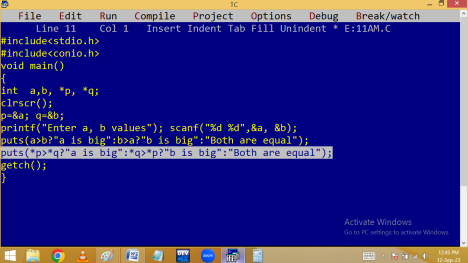 TC
File Edit Run Compile Project Options Debug Break/watch
Line 11 Col 1 Insert Indent Tab Fill Unindent * E:11AM.C
#include<stdio.h>
#include<conio.h>
void main()
{
int a,b, *p, *q;
clrscr();
p=&a; q=&b;
printf("Enter a, b values"); scanf("%d %d",&a, &b);
puts(a>b?"a is big":b>a?"b is big":"Both are equal");
puts(*p>*q?"a is big":*q>*p?"b is big":"Both are equal");
getch();
}
Activate Windows
Go to PC settings to activate Windows.
DEV
zoom
12:45 PM
12-Sep-23